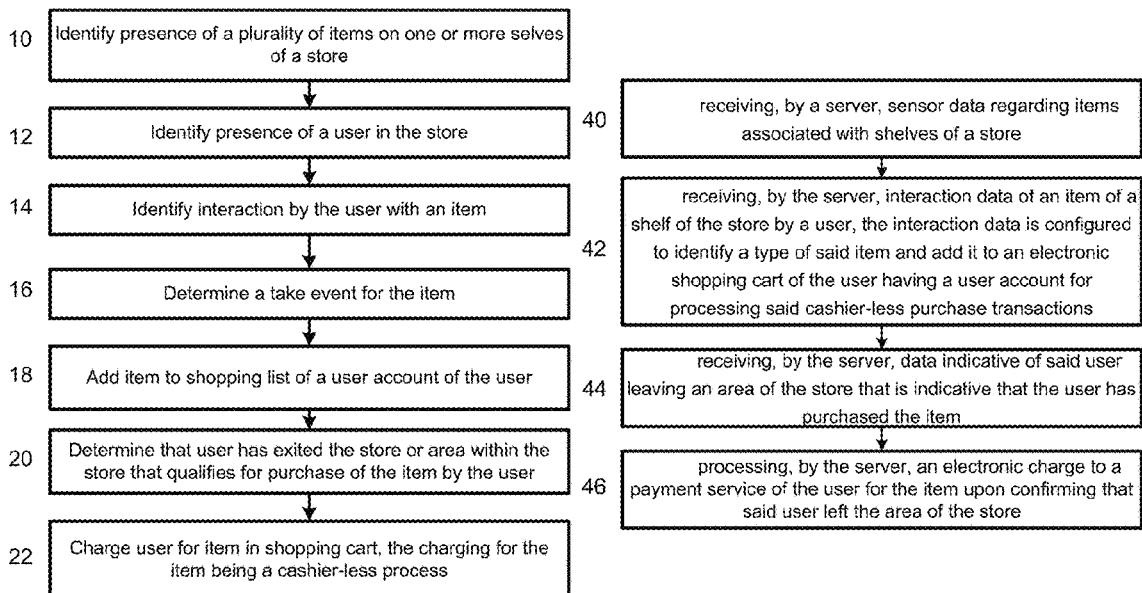 10
Identify presence of a plurality of items on one or more selves
of a store
12
Identify presence of a user in the store
14
Identify interaction by the user with an item
16
Determine a take event for the item
18
Add item to shopping list of a user account of the user
20
Determine that user has exited the store or area within the
store that qualifies for purchase of the item by the user
22
Charge user for item in shopping cart, the charging for the
item being a cashier-less process
40
receiving, by a server, sensor data regarding items
associated with shelves of a store
42
receiving, by the server, interaction data of an item of a
shelf of the store by a user, the interaction data is configured
to identify a type of said item and add it to an electronic
shopping cart of the user having a user account for
processing said cashier-less purchase transactions
44
receiving, by the server, data indicative of said user
leaving an area of the store that is indicative that the user has
purchased the item
46
processing, by the server, an electronic charge to a
payment service of the user for the item upon confirming that
said user left the area of the store